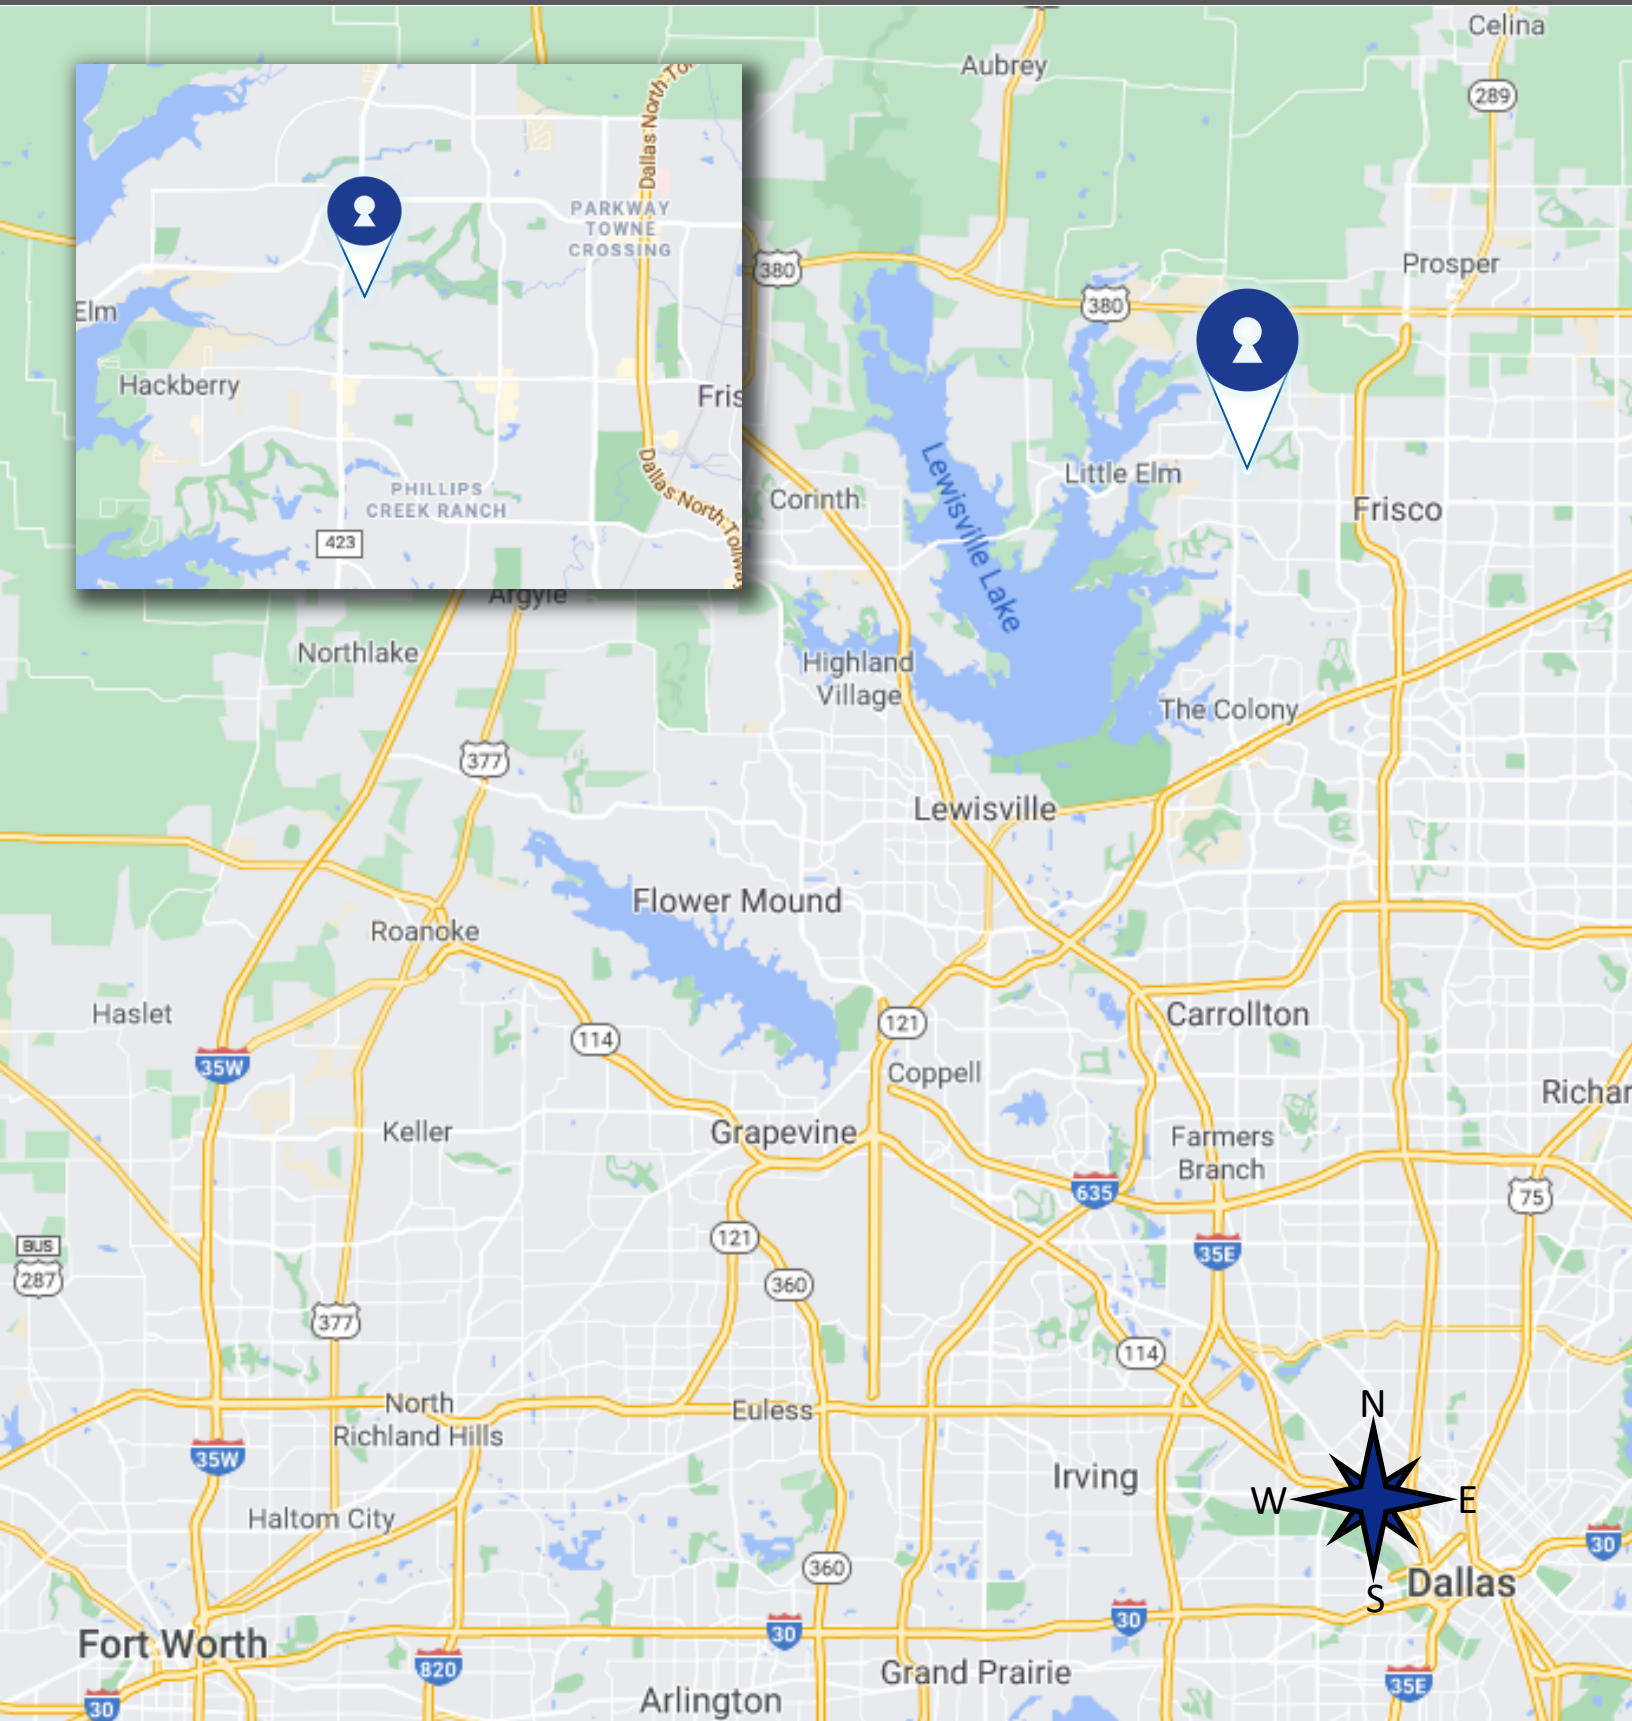 Celina
Aubrey
289
Dallas North To
PARKWAY
TOWNE
CROSSING
Elm
Hackberry
Fris
Dallas North Tollwa
PHILLIPS
CREEK RANCH
423
380
380
Prosper
Little Elm
Lewisville Lake
Corinth
Frisco
Argyle
Northlake
Highland
Village
The Colony
377
Lewisville
Flower Mound
Roanoke
Haslet
35W
114
121
Carrollton
Coppell
Richar
Keller
Grapevine
Farmers
Branch
635
75
121
35E
BUS
287
360
377
114
North
Richland Hills
Euless
N
35W
Irving
W
E
Haltom City
360
30
Dallas
S
30
30
Fort Worth
820
Grand Prairie
35E
Arlington
30